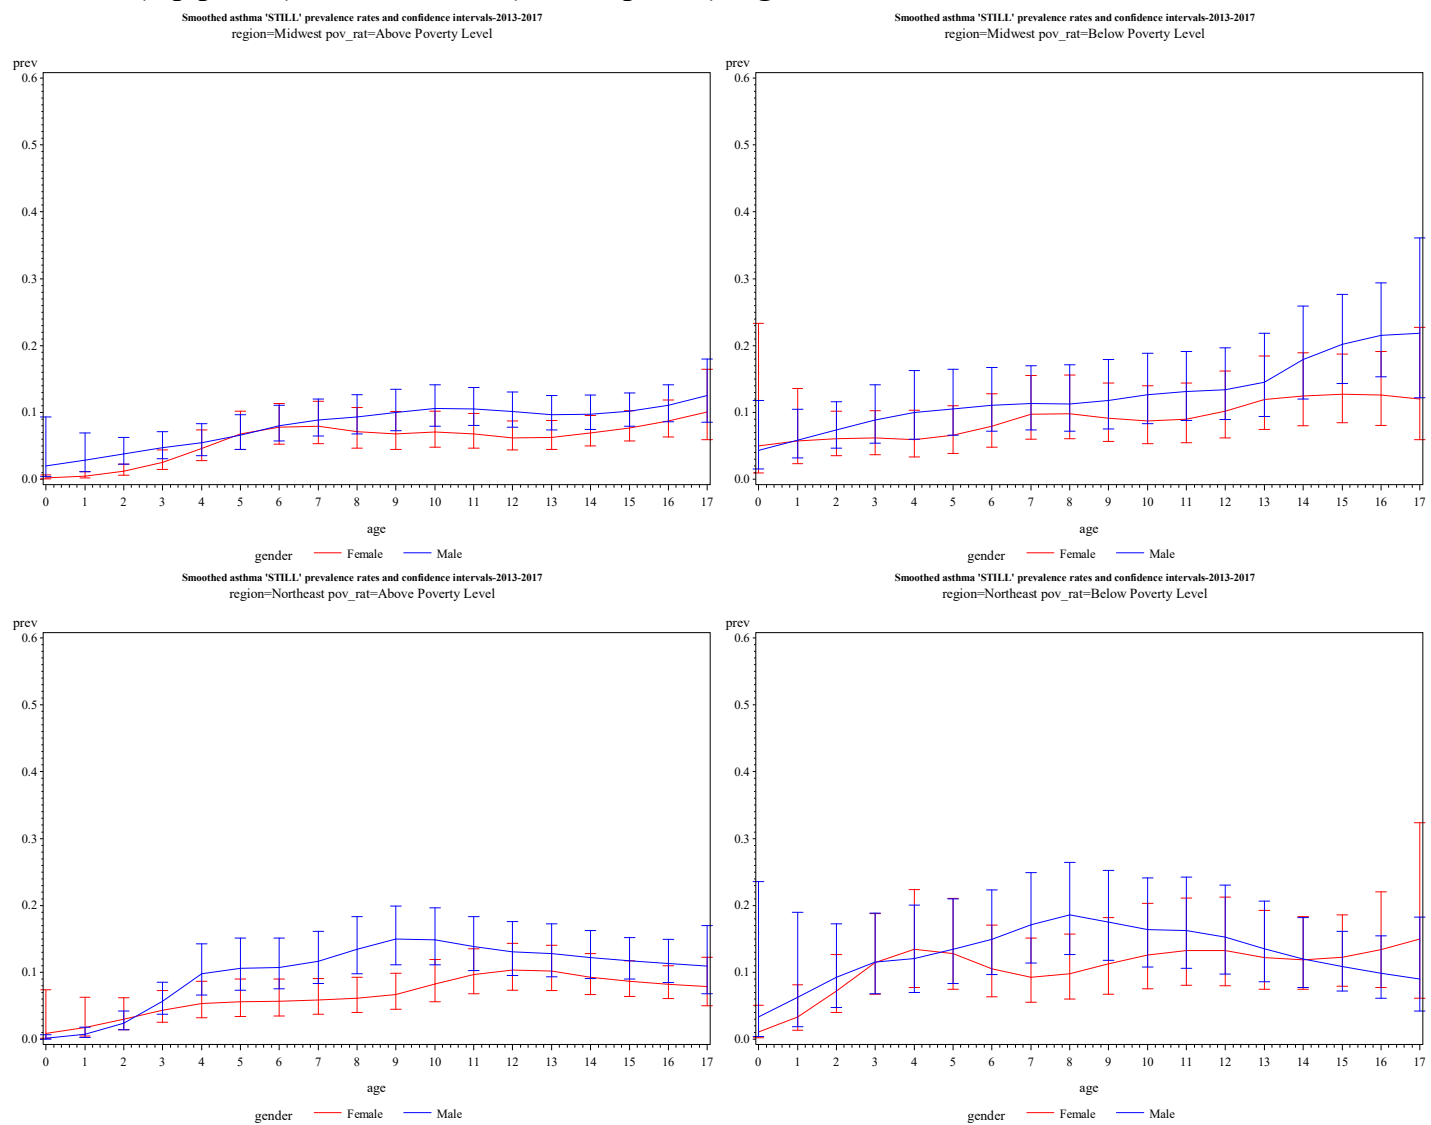 Smoothed asthma 'STILL' prevalence rates and confidence intervals-2013-2017
region=Midwest pov_rat=Above Poverty Level
prev
0.6
0.5
0.4
0.3
0.2
0.1
0.0
0 1 2 3 4 5 6 7 8 9 10 11 12 13 14 15 16 17
age
gender Female Male
Smoothed asthma 'STILL' prevalence rates and confidence intervals-2013-2017
region=Midwest pov_rat=Below Poverty Level
prev
0.6
0.5
0.4
0.3
0.2
0.1
0.0
0 1 2 3 4 5 6 7 8 9 10 11 12 13 14 15 16 17
age
gender Female Male
Smoothed asthma 'STILL' prevalence rates and confidence intervals-2013-2017
region=Northeast pov_rat=Above Poverty Level
prev
0.6
0.5
0.4
0.3
0.2
0.1
0.0
0 1 2 3 4 5 6 7 8 9 10 11 12 13 14 15 16 17
age
gender Female Male
Smoothed asthma 'STILL' prevalence rates and confidence intervals-2013-2017
region=Northeast pov_rat=Below Poverty Level
prev
0.6
0.5
0.4
0.3
0.2
0.1
0.0
0 1 2 3 4 5 6 7 8 9 10 11 12 13 14 15 16 17
age
gender Female Male